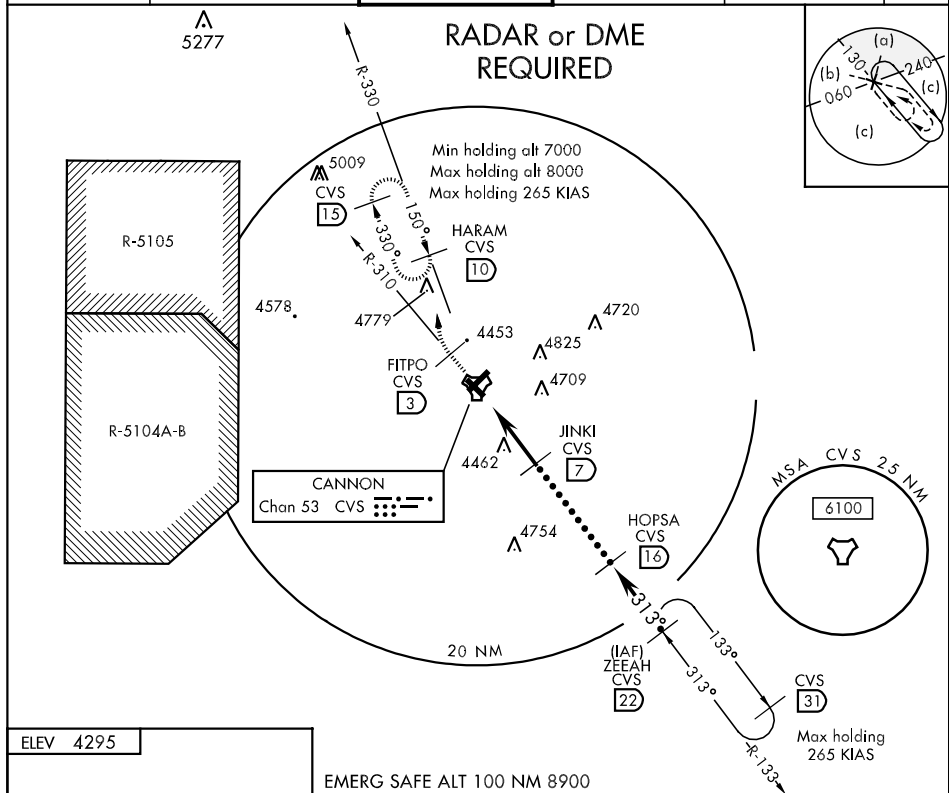 5277
RADAR or DME
REQUIRED
(a)
130
240
(b)
(c)
060
(c)
R-330
Min holding alt 7000
Max holding alt 8000
Max holding 265 KIAS
5009
CVS
15
150°
330°
HARAM
CVS
10
R-310
R-5105
4578
4779
4453
4720
4825
4709
FITPO
CVS
3
R-5104A-B
JINKI
CVS
7
4462
CANNON
Chan 53 CVS
MSA CVS 25 NM
6100
4754
HOPSA
CVS
16
313°
20 NM
(IAF)
ZEEAH
CVS
22
133°
313°
CVS
31
Max holding
265 KIAS
R-133
ELEV 4295
EMERG SAFE ALT 100 NM 8900